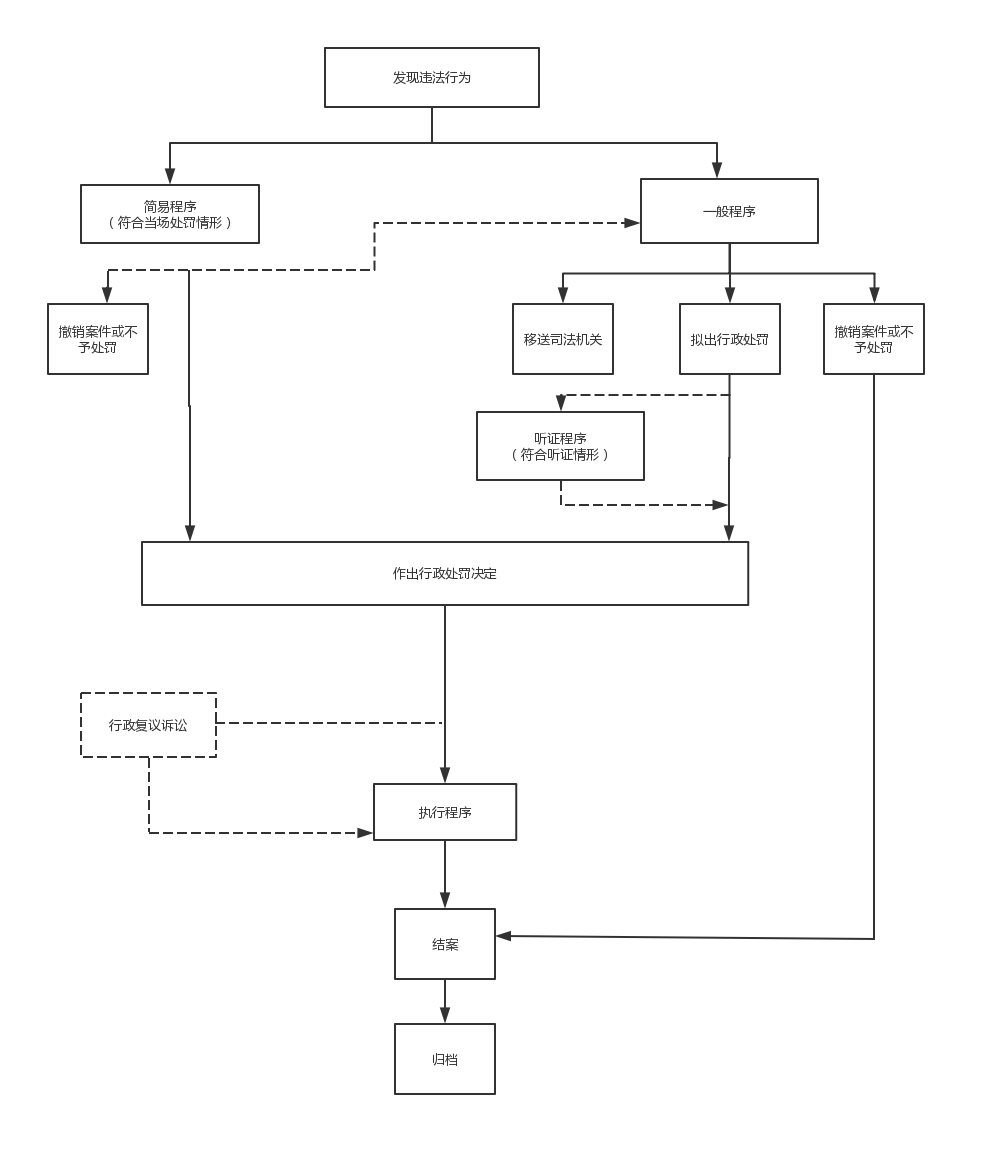 发现违法行为
简易程序
（符合当场处罚情形）
一般程序
撤销案件或不
予处罚
移送司法机关
拟出行政处罚
撤销案件或不
予处罚
听证程序
（符合听证情形）
作出行政处罚决定
行政复议诉讼
执行程序
结案
归档